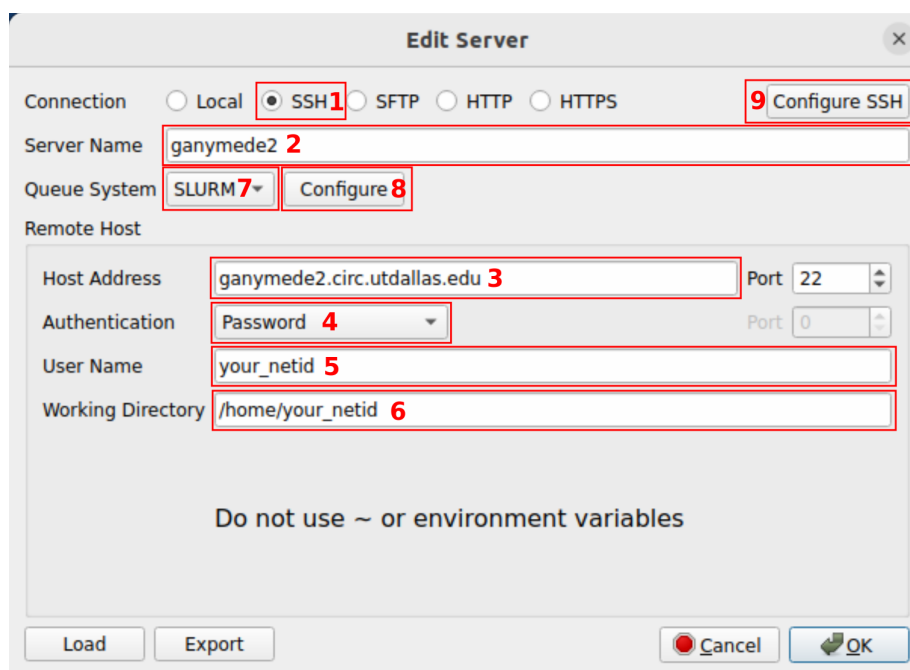 Edit Server ×
Connection Local SSH 1 SFTP HTTP HTTPS 9 Configure SSH
Server Name ganymede2 2
Queue System SLURM 7 Configure 8
Remote Host
Host Address ganymede2.circ.utdallas.edu 3 Port 22
Authentication Password 4 Port 0
User Name your_netid 5
Working Directory /home/your_netid 6
Do not use ~ or environment variables
Load Export Cancel OK